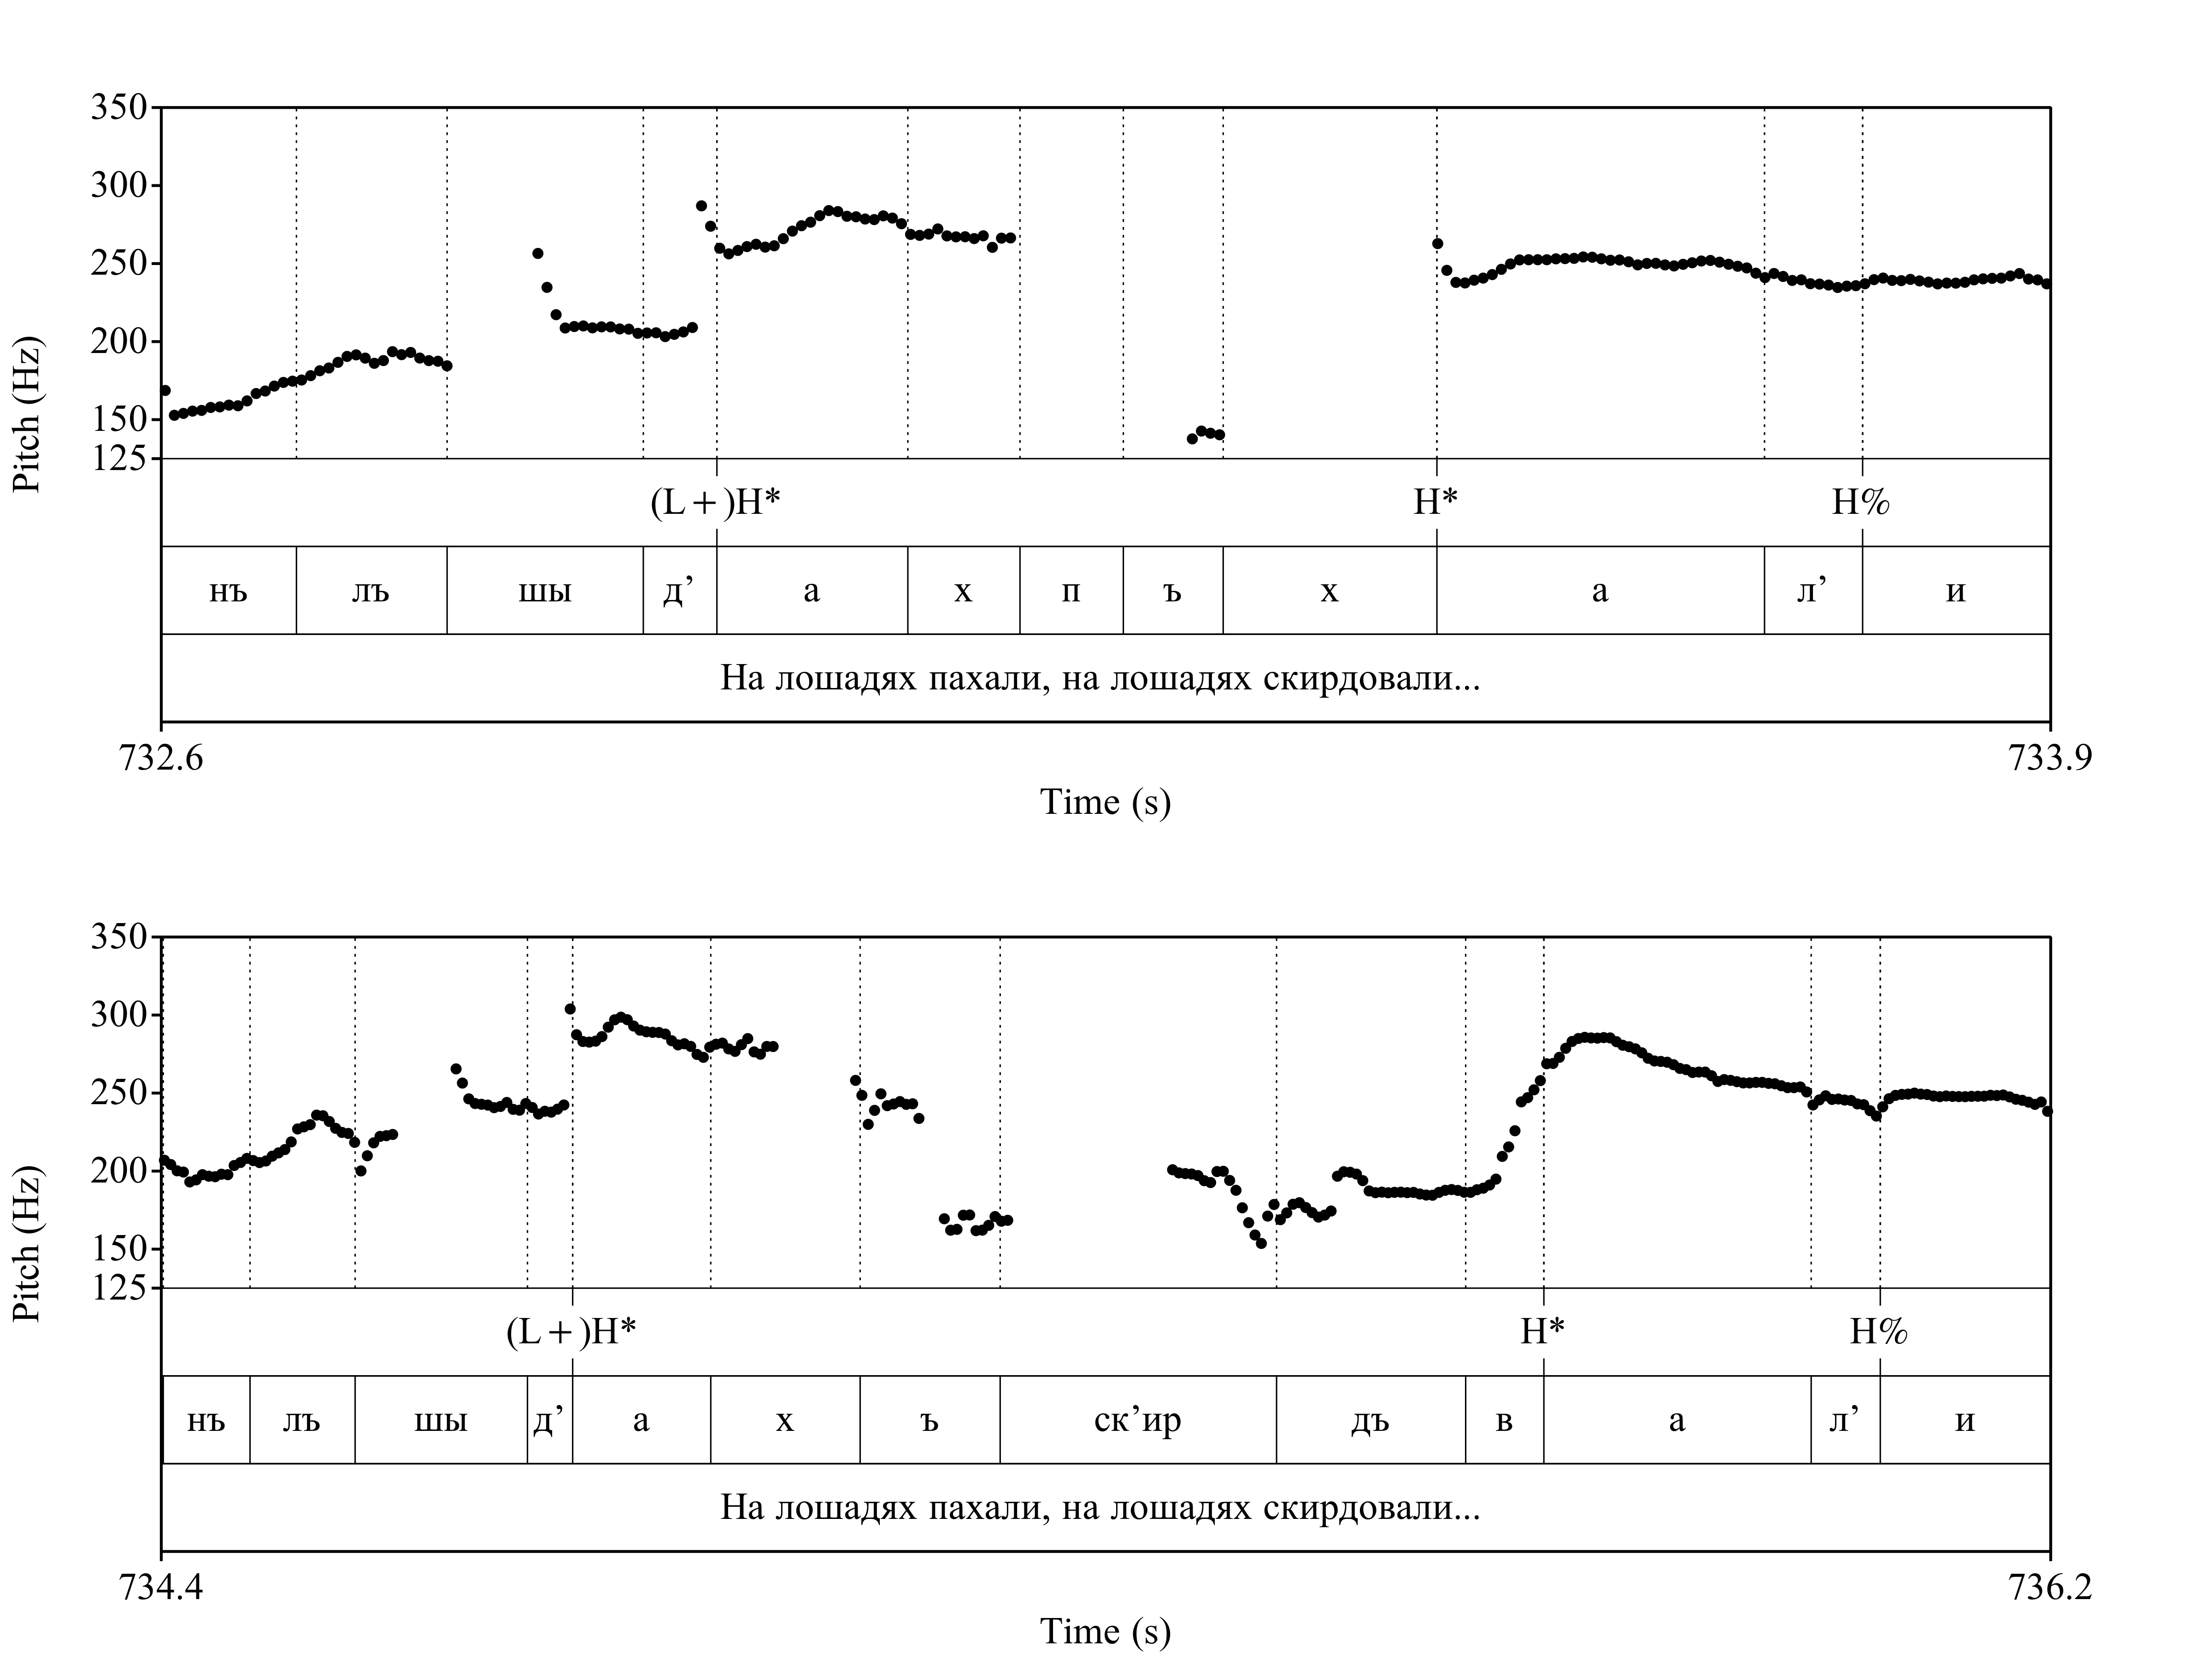 350
300
250
200
150
125
Pitch (Hz)
(L+)H* H* H%
нъ лъ шы д’ а х п ъ х а л’ и
На лошадях пахали, на лошадях скирдовали...
732.6 733.9
Time (s)
350
300
250
200
150
125
Pitch (Hz)
(L+)H* H* H%
нъ лъ шы д’ а х ъ ск’ир дъ в а л’ и
На лошадях пахали, на лошадях скирдовали...
734.4 736.2
Time (s)